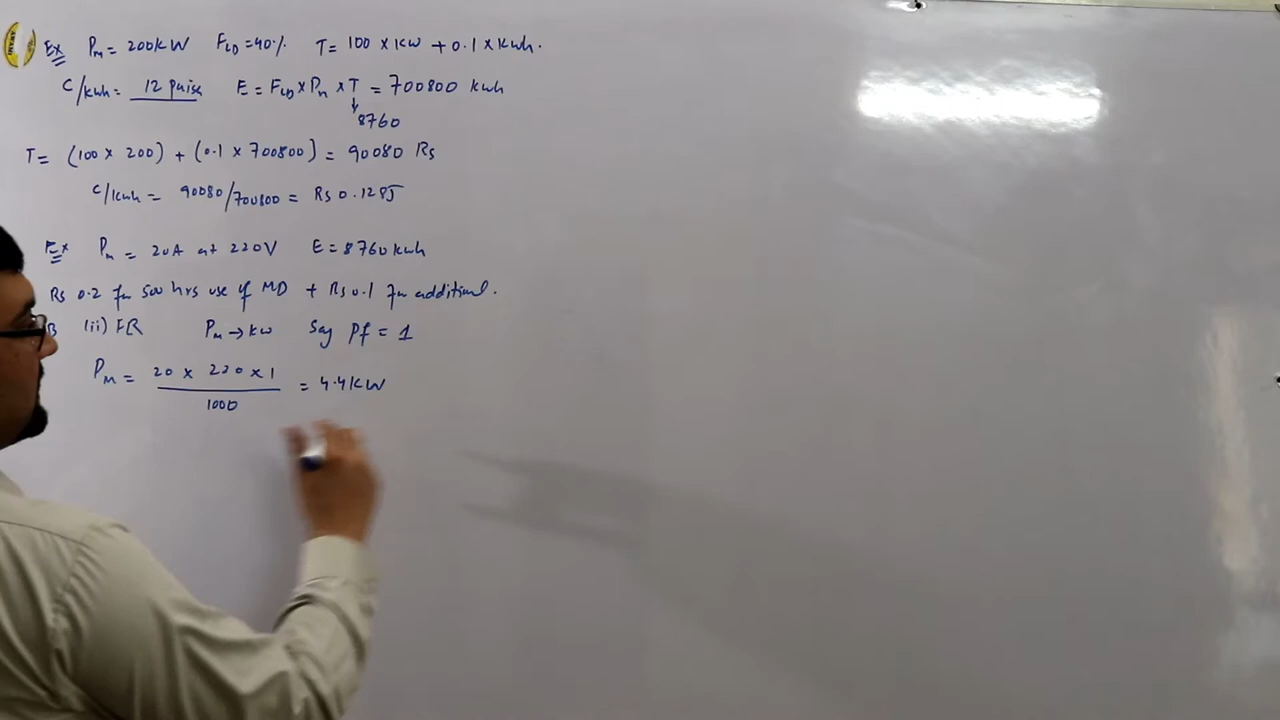 Ex Pm = 200kW FLD = 40% T = 100 x kW + 0.1 x kwh.
C/kwh = 12 paise E = FLD x Pm x T = 700800 kwh
8760
T = (100 x 200) + (0.1 x 700800) = 90080 Rs
C/kwh = 90080/700800 = Rs 0.1285
Ex Pm = 20A at 220V E = 8760 kwh
Rs 0.2 for 500 hrs use of MD + Rs 0.1 for additional.
(ii) FR Pm → kw Say Pf = 1
Pm = 20 x 220 x 1 = 4.4KW
1000